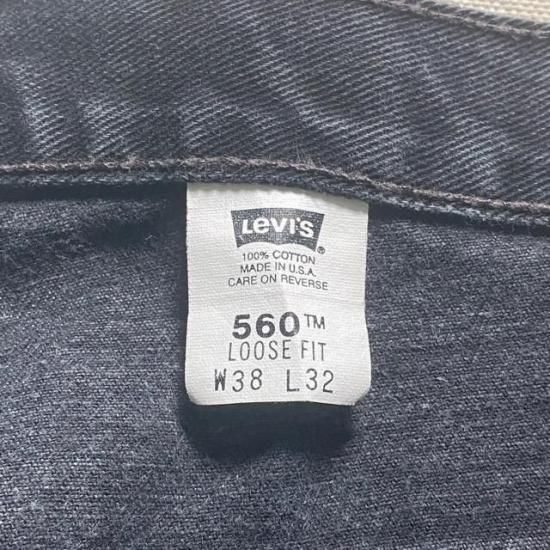 Levi's®
100% COTTON
MADE IN U.S.A.
CARE ON REVERSE
560™
LOOSE FIT
W38 L32